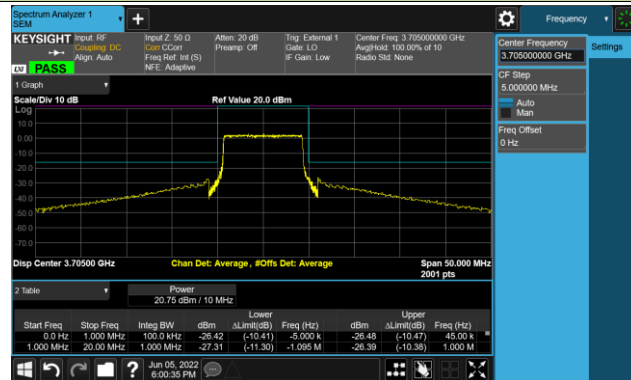 Spectrum Analyzer 1
SEM
+
Frequency
KEYSIGHT Input: RF Input Z: 50 Ω Atten: 20 dB Trig: External 1 Center Freq: 3.705000000 GHz
Coupling: DC Corr CCorr Preamp: Off Gate: LO Avg|Hold: 100.00% of 10
Align: Auto Freq Ref: Int (S) IF Gain: Low Radio Std: None
NFE: Adaptive
LXI PASS
Center Frequency
3.705000000 GHz
Settings
CF Step
5.000000 MHz
Auto
Man
Freq Offset
0 Hz
1 Graph
Scale/Div 10 dB Ref Value 20.0 dBm
Log
10.0
0.00
-10.0
-20.0
-30.0
-40.0
-50.0
-60.0
-70.0
Disp Center 3.70500 GHz Chan Det: Average, #Offs Det: Average Span 50.000 MHz
2001 pts
2 Table
Power
20.75 dBm / 10 MHz
Lower Upper
Start Freq Stop Freq Integ BW dBm ΔLimit(dB) Freq (Hz) dBm ΔLimit(dB) Freq (Hz)
0.0 Hz 1.000 MHz 100.0 kHz -26.42 (-10.41) -5.000 k -26.48 (-10.47) 45.00 k
1.000 MHz 20.00 MHz 1.000 MHz -27.31 (-11.30) -1.095 M -26.39 (-10.38) 1.000 M
?
Jun 05, 2022
6:00:35 PM